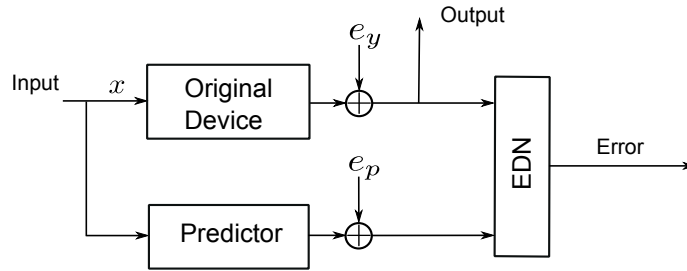 Output
e_y
Input
x
Original
Device
EDN
Error
e_p
Predictor